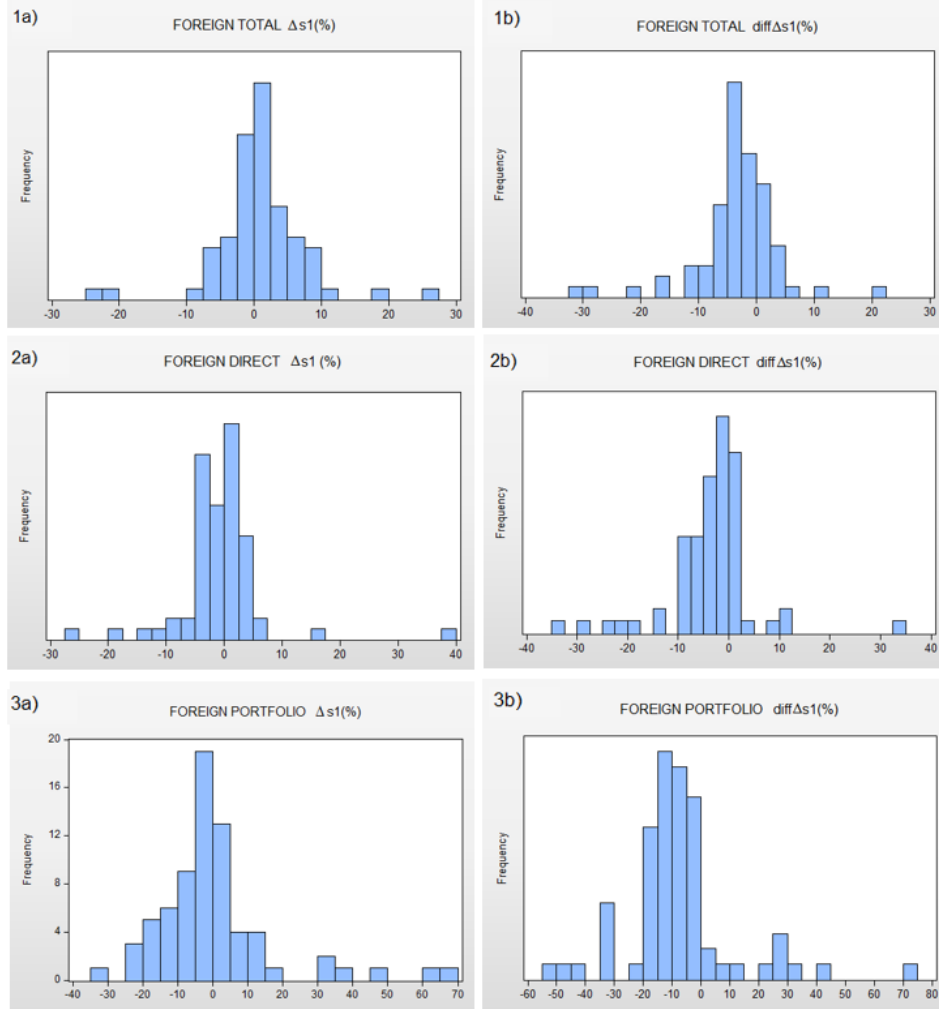 1a)
FOREIGN TOTAL Δs1(%)
Frequency
-30 -20 -10 0 10 20 30
1b)
FOREIGN TOTAL diffΔs1(%)
Frequency
-40 -30 -20 -10 0 10 20 30
2a)
FOREIGN DIRECT Δs1 (%)
Frequency
-30 -20 -10 0 10 20 30 40
2b)
FOREIGN DIRECT diffΔs1(%)
Frequency
-40 -30 -20 -10 0 10 20 30 40
3a)
FOREIGN PORTFOLIO Δs1(%)
Frequency
20
16
12
8
4
0
-40 -30 -20 -10 0 10 20 30 40 50 60 70
3b)
FOREIGN PORTFOLIO diffΔs1(%)
Frequency
-60 -50 -40 -30 -20 -10 0 10 20 30 40 50 60 70 80